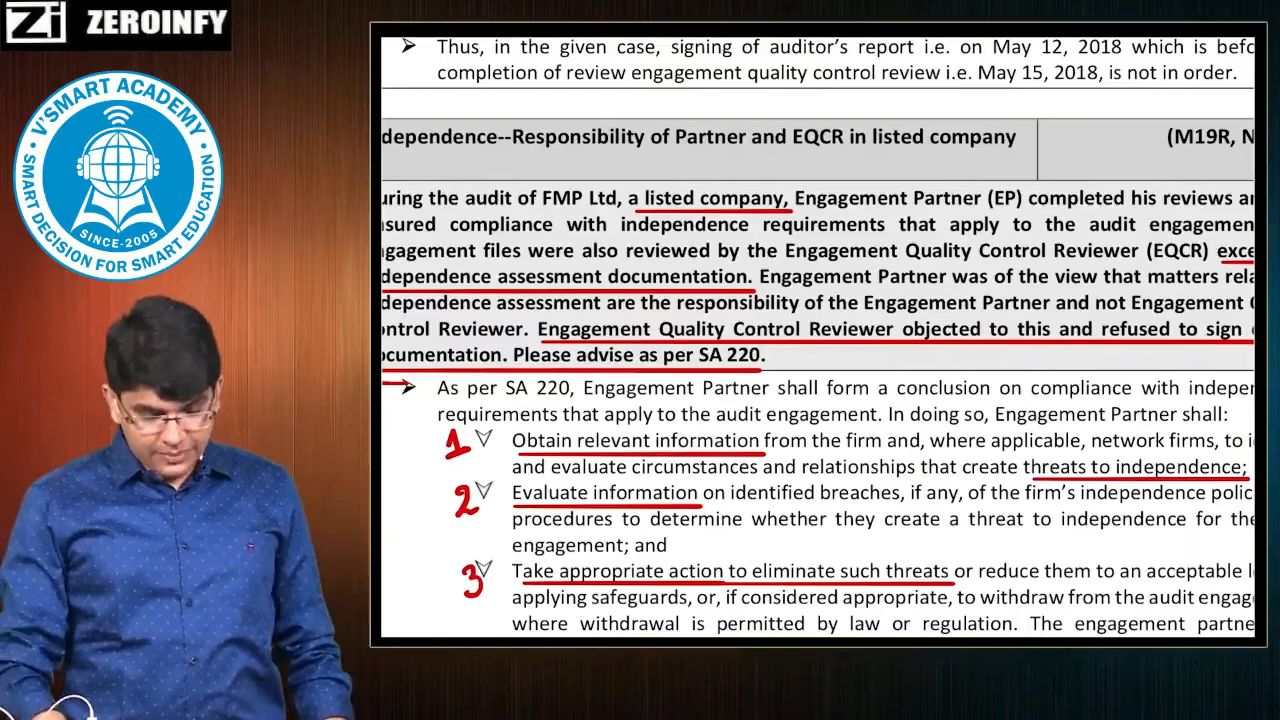 Zi ZEROINFY
V'SMART ACADEMY
SMART DECISION FOR SMART EDUCATION
SINCE-2005
➢ Thus, in the given case, signing of auditor's report i.e. on May 12, 2018 which is
completion of review engagement quality control review i.e. May 15, 2018, is not in order.
dependence--Responsibility of Partner and EQCR in listed company
(M19R, N
uring the audit of FMP Ltd, a listed company, Engagement Partner (EP) completed his reviews
sured compliance with independence requirements that apply to the audit engagemen
gagement files were also reviewed by the Engagement Quality Control Reviewer (EQCR) exce
dependence assessment documentation. Engagement Partner was of the view that matters rela
dependence assessment are the responsibility of the Engagement Partner and not Engagement
ontrol Reviewer. Engagement Quality Control Reviewer objected to this and refused to sign
ocumentation. Please advise as per SA 220.
➢ As per SA 220, Engagement Partner shall form a conclusion on compliance with indeper
requirements that apply to the audit engagement. In doing so, Engagement Partner shall:
1 Obtain relevant information from the firm and, where applicable, network firms, to
and evaluate circumstances and relationships that create threats to independence;
2 Evaluate information on identified breaches, if any, of the firm's independence polic
procedures to determine whether they create a threat to independence for the
engagement; and
3 Take appropriate action to eliminate such threats or reduce them to an acceptable
applying safeguards, or, if considered appropriate, to withdraw from the audit engag
where withdrawal is permitted by law or regulation. The engagement partne